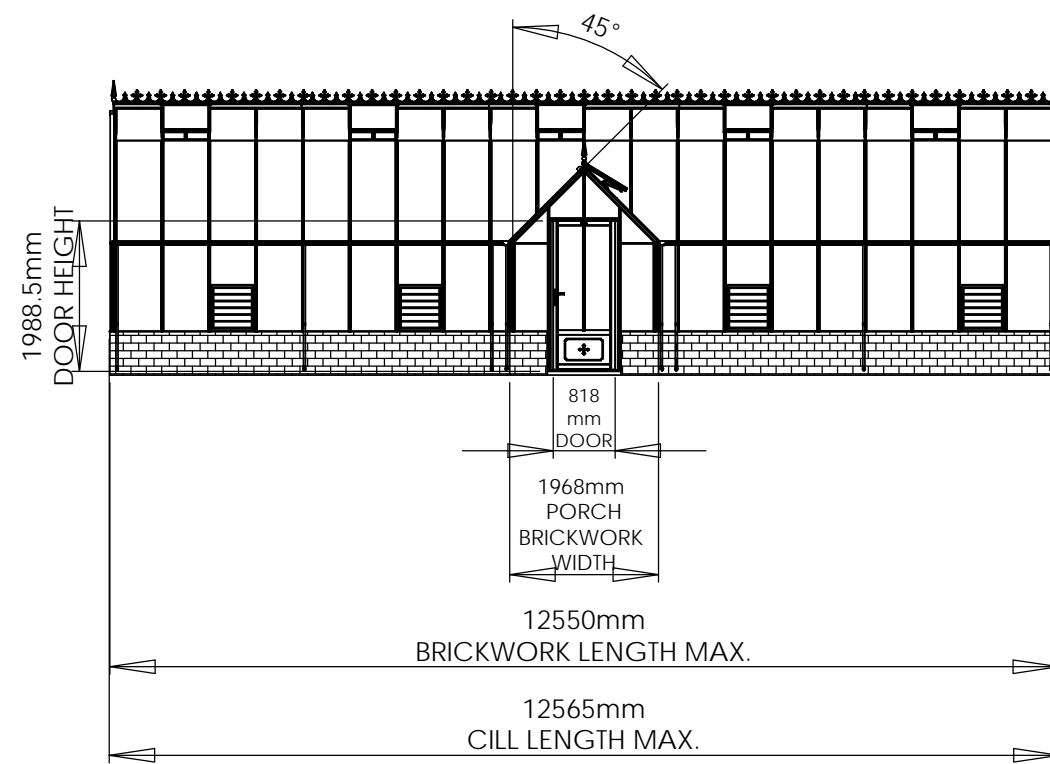 45°
1988.5mm
DOOR HEIGHT
818
mm
DOOR
1968mm
PORCH
BRICKWORK
WIDTH
12550mm
BRICKWORK LENGTH MAX.
12565mm
CILL LENGTH MAX.